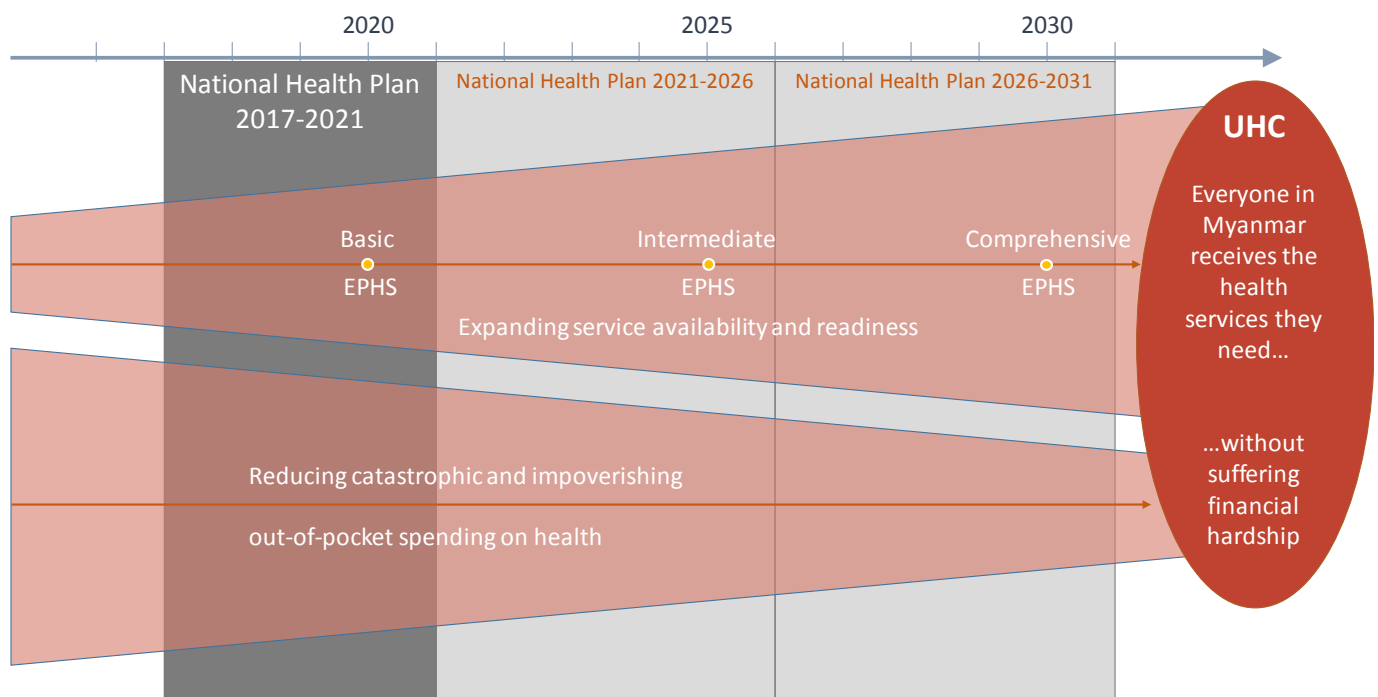 2020
2025
2030
National Health Plan
2017-2021
National Health Plan 2021-2026
National Health Plan 2026-2031
UHC
Everyone in
Myanmar
receives the
health
services they
need…
Basic
EPHS
Intermediate
EPHS
Comprehensive
EPHS
Expanding service availability and readiness
Reducing catastrophic and impoverishing
out-of-pocket spending on health
…without
suffering
financial
hardship